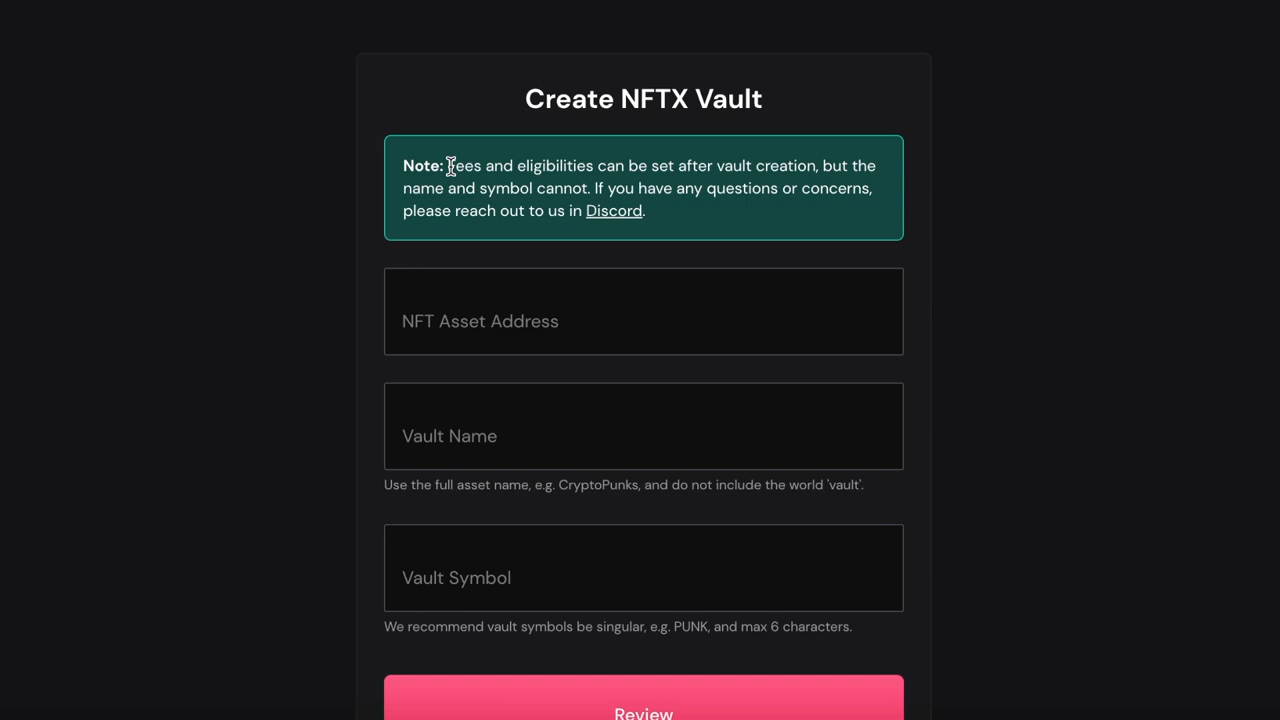 Create NFTX Vault
Note: Fees and eligibilities can be set after vault creation, but the
name and symbol cannot. If you have any questions or concerns,
please reach out to us in Discord.
NFT Asset Address
Vault Name
Use the full asset name, e.g. CryptoPunks, and do not include the world 'vault'.
Vault Symbol
We recommend vault symbols be singular, e.g. PUNK, and max 6 characters.
Review